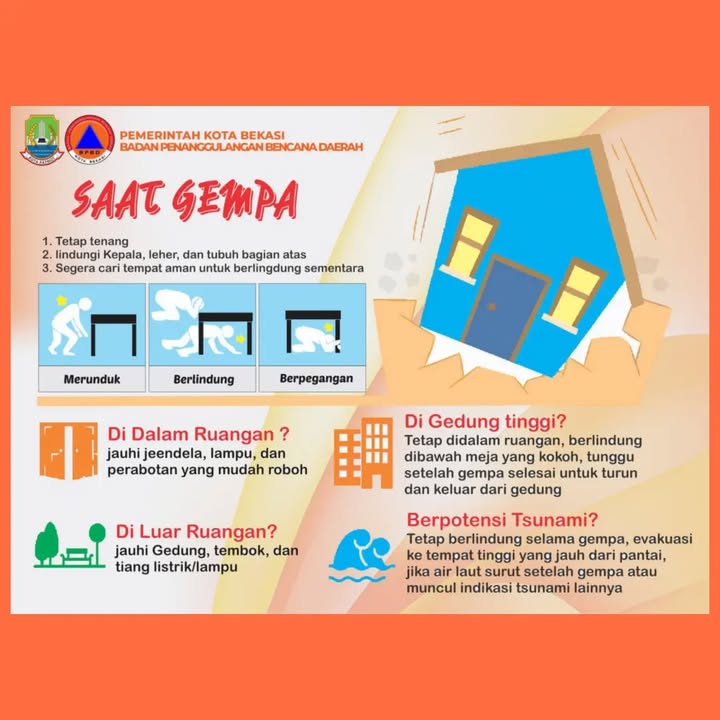 PEMERINTAH KOTA BEKASI
BADAN PENANGGULANGAN BENCANA DAERAH
SAAT GEMPA
1. Tetap tenang
2. lindungi Kepala, leher, dan tubuh bagian atas
3. Segera cari tempat aman untuk berlingdung sementara
Merunduk
Berlindung
Berpegangan
Di Dalam Ruangan ?
jauhi jeendela, lampu, dan
perabotan yang mudah roboh
Di Gedung tinggi?
Tetap didalam ruangan, berlindung
dibawah meja yang kokoh, tunggu
setelah gempa selesai untuk turun
dan keluar dari gedung
Di Luar Ruangan?
jauhi Gedung, tembok, dan
tiang listrik/lampu
Berpotensi Tsunami?
Tetap berlindung selama gempa, evakuasi
ke tempat tinggi yang jauh dari pantai,
jika air laut surut setelah gempa atau
muncul indikasi tsunami lainnya